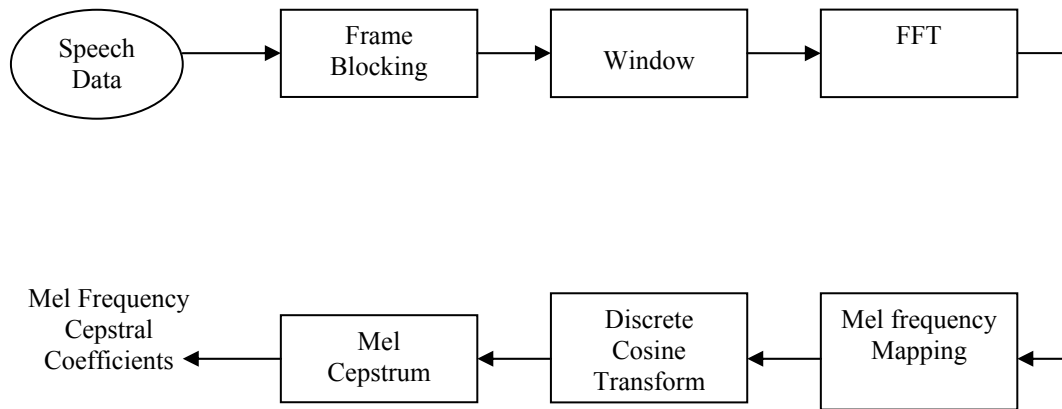 Speech
Data
Frame
Blocking
Window
FFT
Mel frequency
Mapping
Discrete
Cosine
Transform
Mel
Cepstrum
Mel Frequency
Cepstral
Coefficients